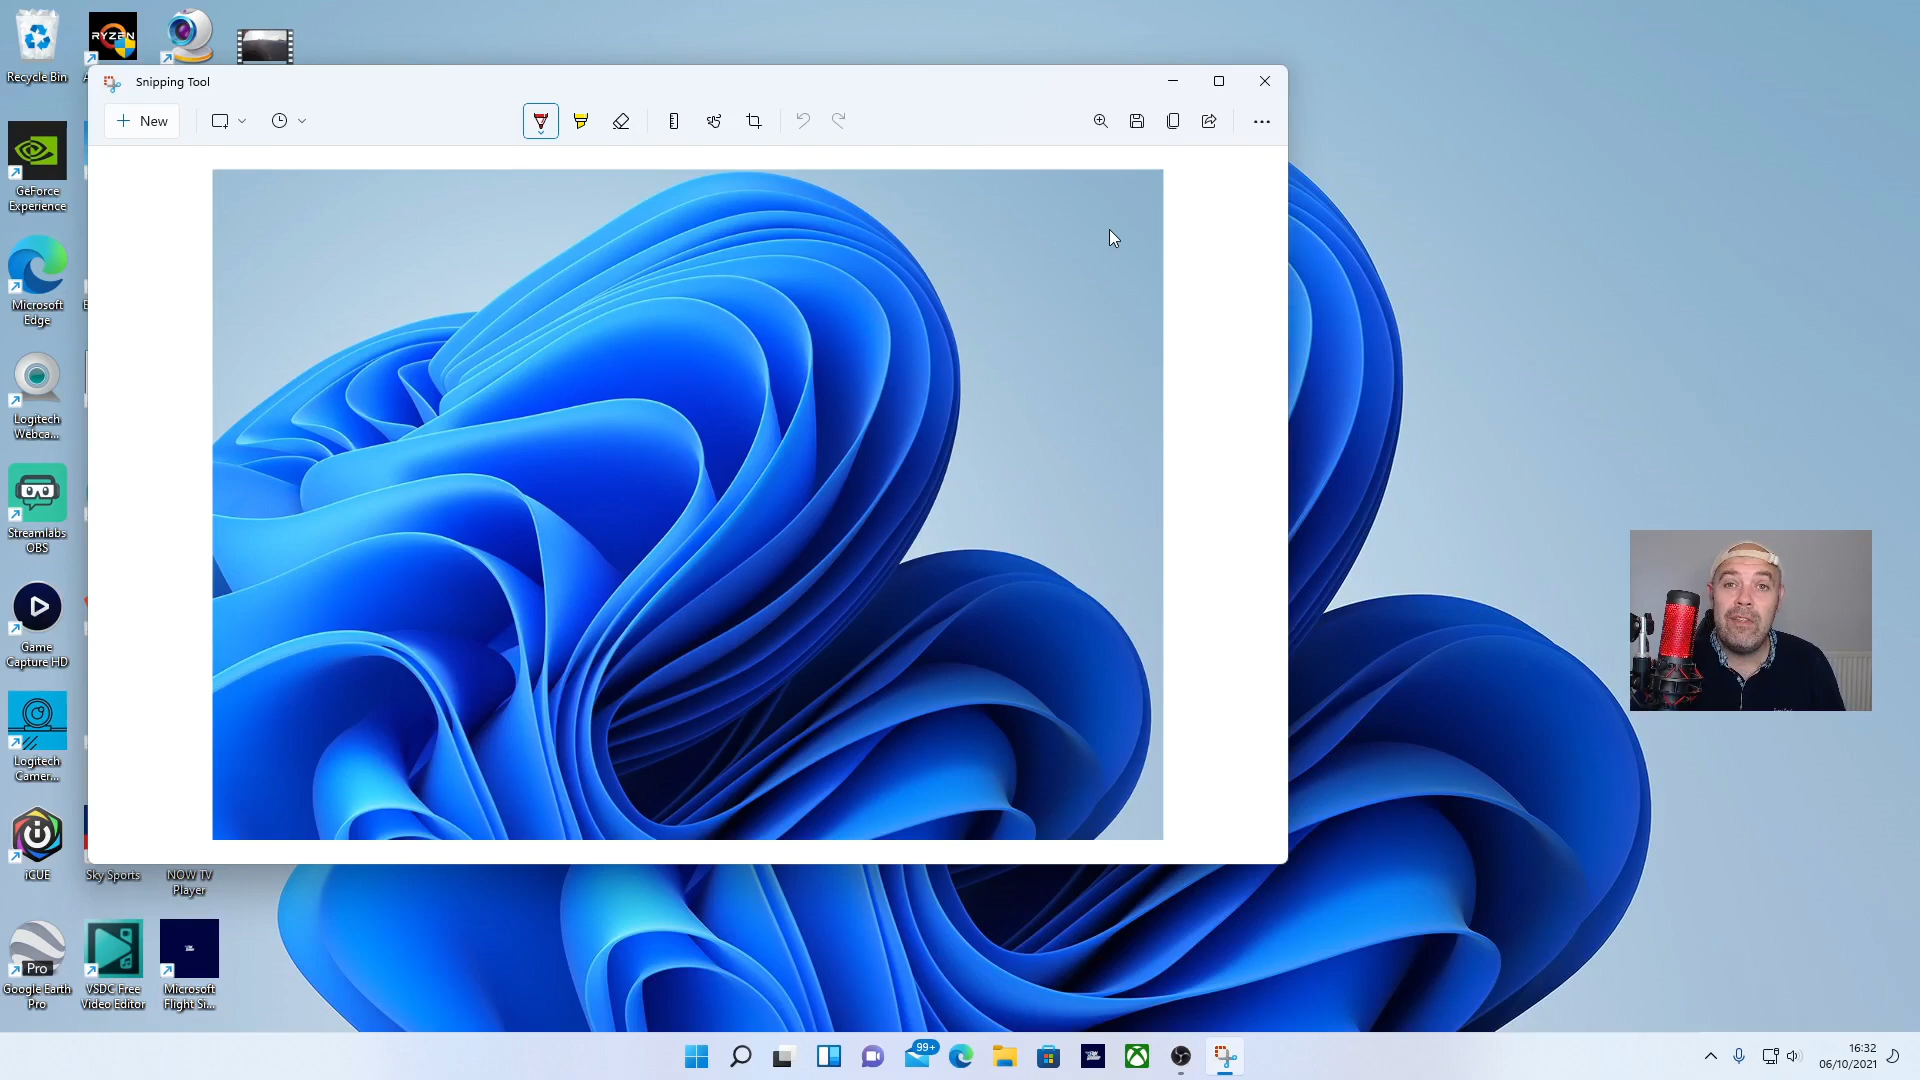 RYZEN
Recycle Bin
Snipping Tool
New
GeForce
Experience
Microsoft
Edge
Logitech
Webca...
Streamlabs
OBS
Game
Capture HD
Logitech
Camer...
iCUE
Sky Sports
NOW TV
Player
Pro
Google Earth
Pro
VSDC Free
Video Editor
Microsoft
Flight Si...
99+
16:32
06/10/2021